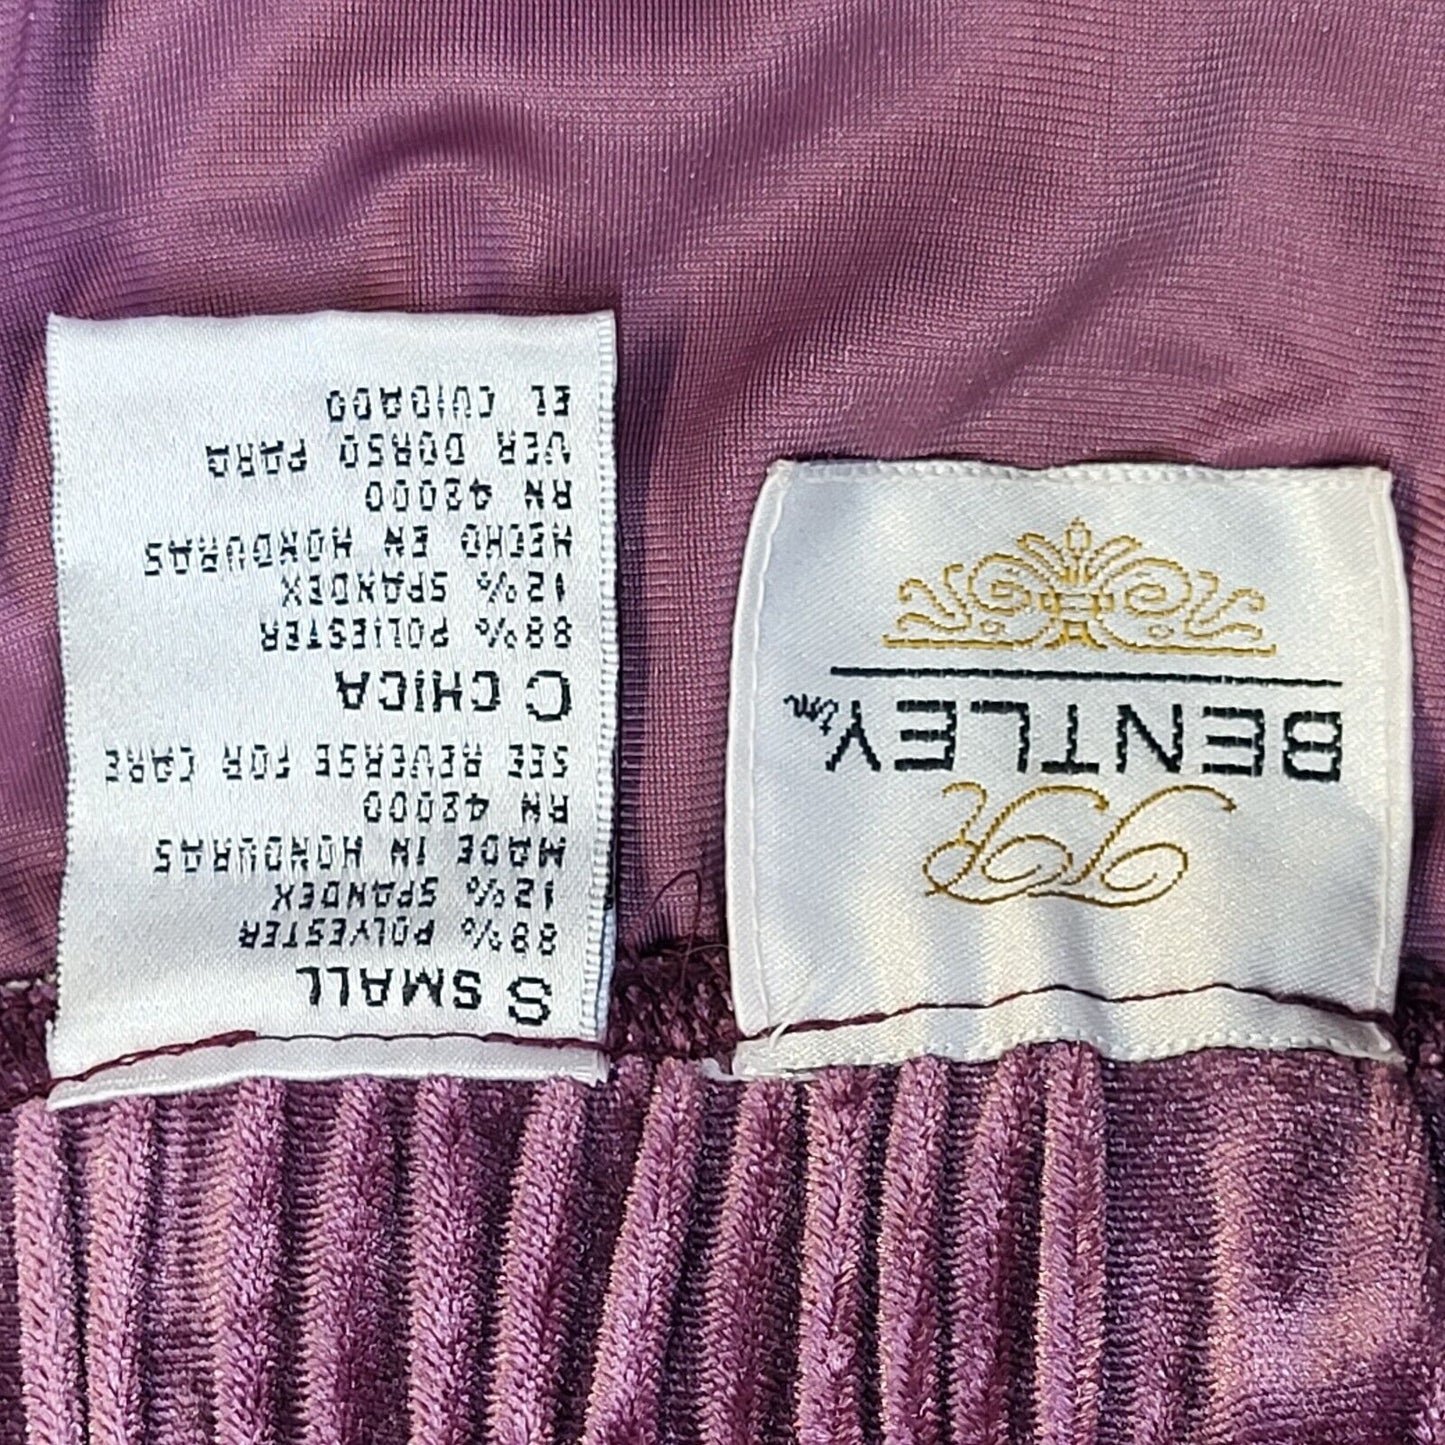 S SMALL
88% POLYESTER
12% SPANDEX
MADE IN HONDURAS
RN 48000
SEE REVERSE FOR CARE
C CHICA
88% POLIESTER
12% SPANDEX
HECHO EN HONDURAS
RN 48000
VER DORSO PARA
EL CUIDADO
BENTLEY tm